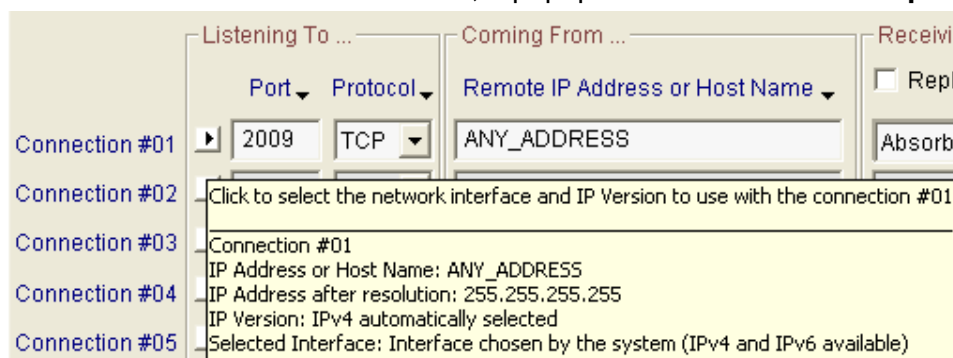 Listening To ... Coming From ... Receivi
Port Protocol Remote IP Address or Host Name Repl
Connection #01 2009 TCP ANY_ADDRESS Absorb
Connection #02 Click to select the network interface and IP Version to use with the connection #01
Connection #03 Connection #01
IP Address or Host Name: ANY_ADDRESS
Connection #04 IP Address after resolution: 255.255.255.255
IP Version: IPv4 automatically selected
Connection #05 Selected Interface: Interface chosen by the system (IPv4 and IPv6 available)